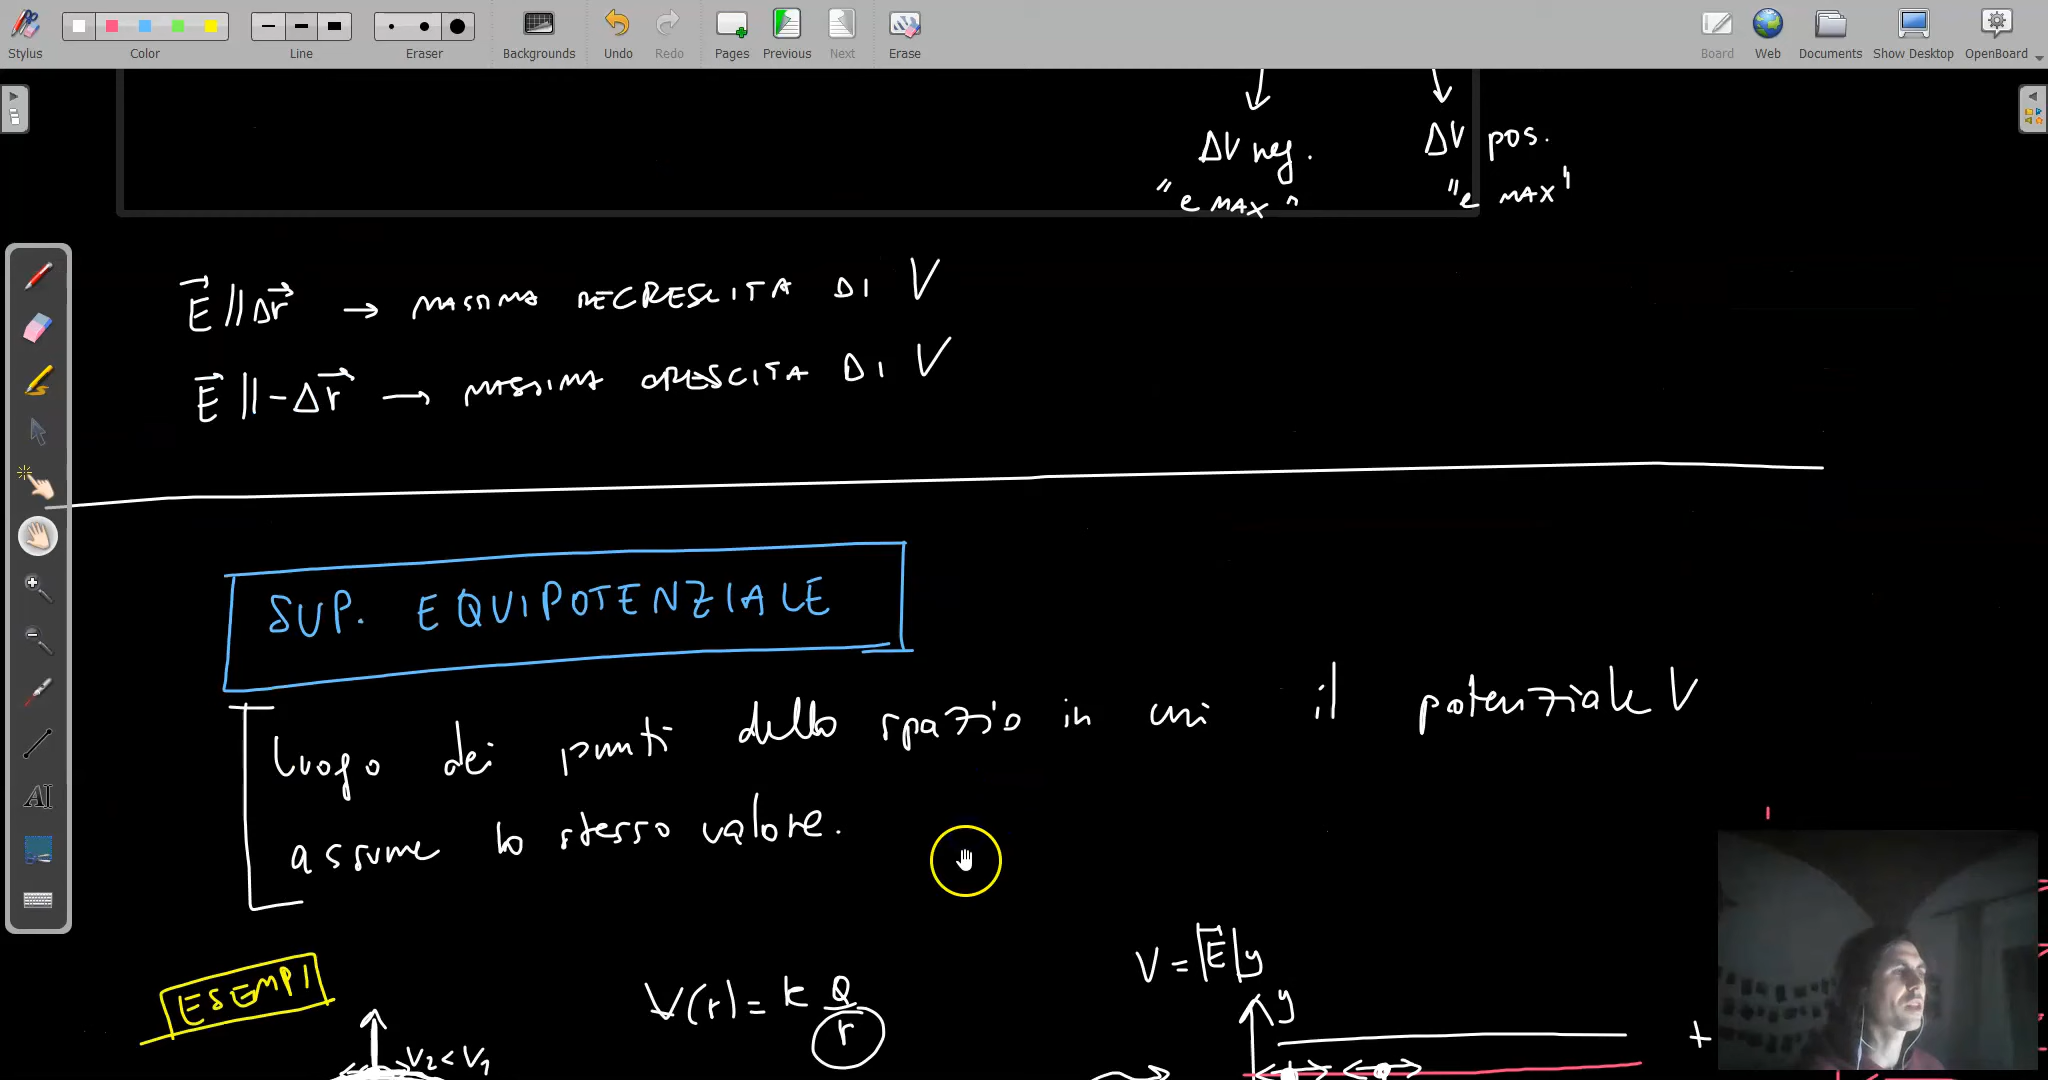 Stylus
Color
Line
Eraser
Backgrounds
Undo
Redo
Pages
Previous
Next
Erase
Board
Web
Documents
Show Desktop
OpenBoard
ΔV neg. ΔV pos.
"e MAX" "e MAX"
E⃗ // Δr⃗ → MASSIMA DECRESCITA DI V
E⃗ // -Δr⃗ → MASSIMA CRESCITA DI V
SUP. EQUIPOTENZIALE
Luogo dei punti dello spazio in cui il potenziale V
assume lo stesso valore.
ESEMPI
V(r) = k Q/r
V = |E⃗|y
y
+
V₂ < V₁
AI